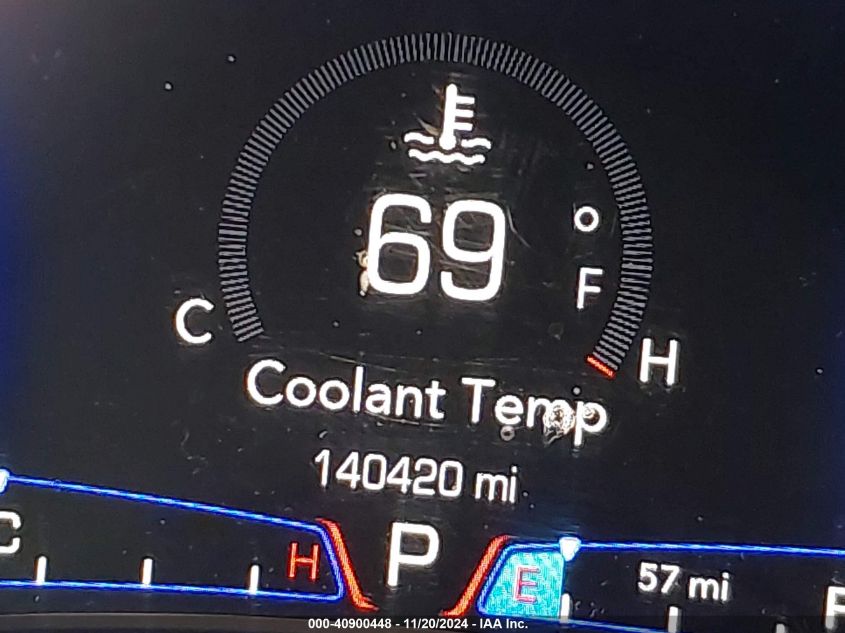 69
°
F
C
H
Coolant Temp
140420 mi
C
H
P
E
57 mi
F
000-40900448 - 11/20/2024 - IAA Inc.